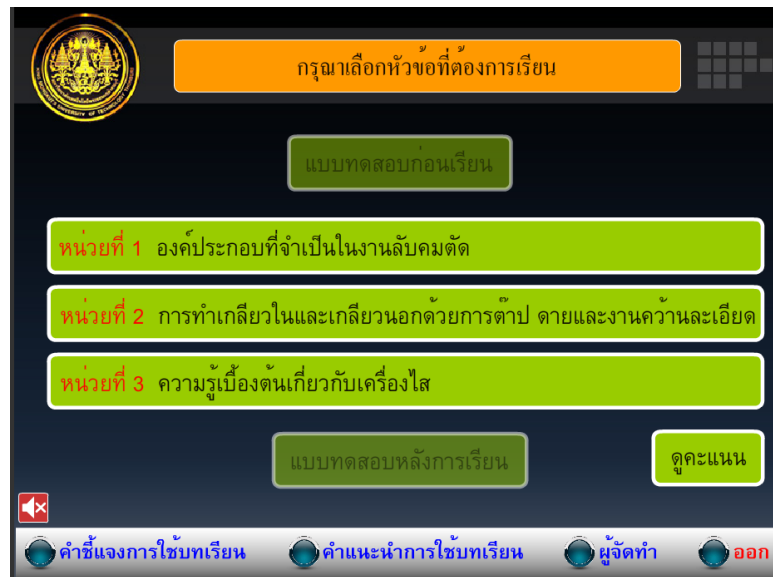 กรุณาเลือกหัวข้อที่ต้องการเรียน
แบบทดสอบก่อนเรียน
หน่วยที่ 1 องค์ประกอบที่จำเป็นในงานลับคมตัด
หน่วยที่ 2 การทำเกลียวในและเกลียวนอกด้วยการต๊าป ดายและงานคว้านละเอียด
หน่วยที่ 3 ความรู้เบื้องต้นเกี่ยวกับเครื่องไส
แบบทดสอบหลังการเรียน
ดูคะแนน
คำชี้แจงการใช้บทเรียน
คำแนะนำการใช้บทเรียน
ผู้จัดทำ
ออก